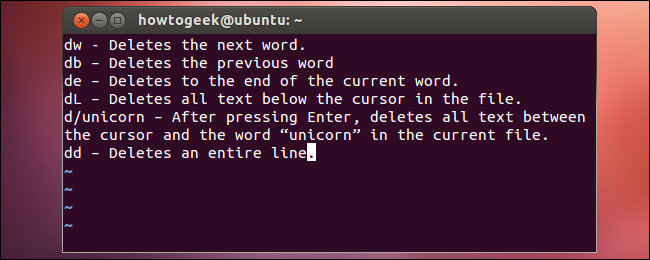 howtogeek@ubuntu: ~
dw - Deletes the next word.
db – Deletes the previous word
de – Deletes to the end of the current word.
dL – Deletes all text below the cursor in the file.
d/unicorn – After pressing Enter, deletes all text between
the cursor and the word “unicorn” in the current file.
dd – Deletes an entire line.
~
~
~
~